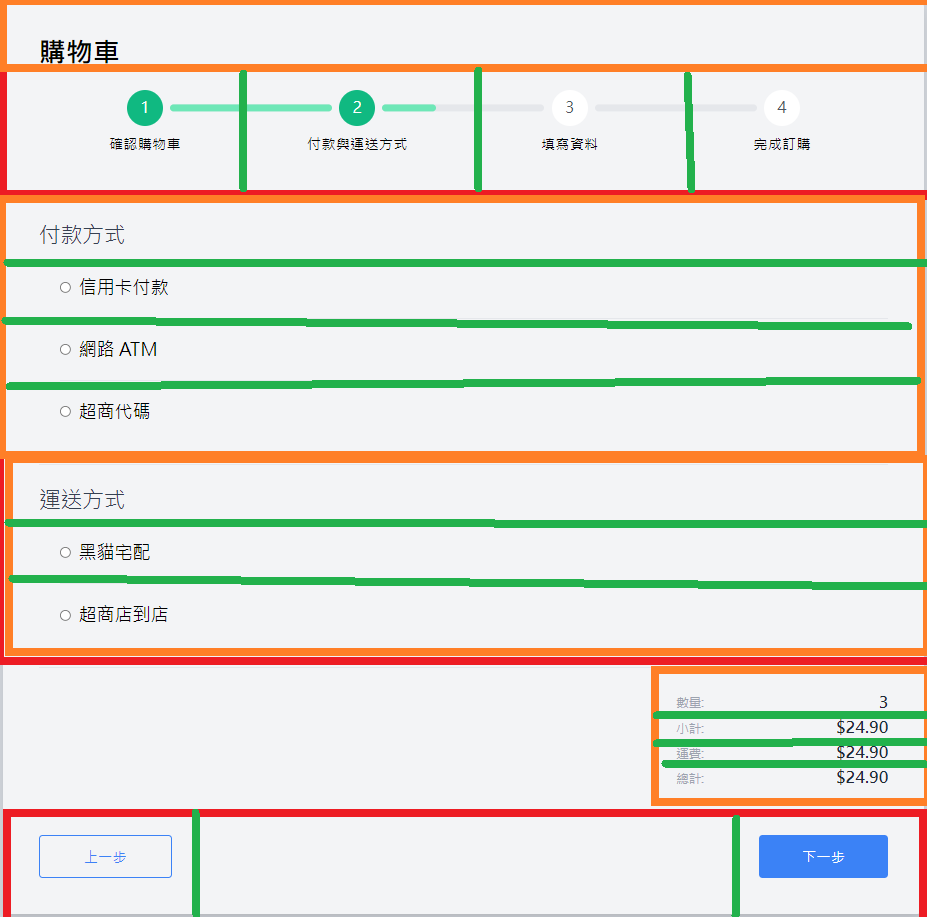 購物車
1 2 3 4
確認購物車 付款與運送方式 填寫資料 完成訂購
付款方式
信用卡付款
網路 ATM
超商代碼
運送方式
黑貓宅配
超商店到店
數量: 3
小計: $24.90
運費: $24.90
總計: $24.90
上一步 下一步